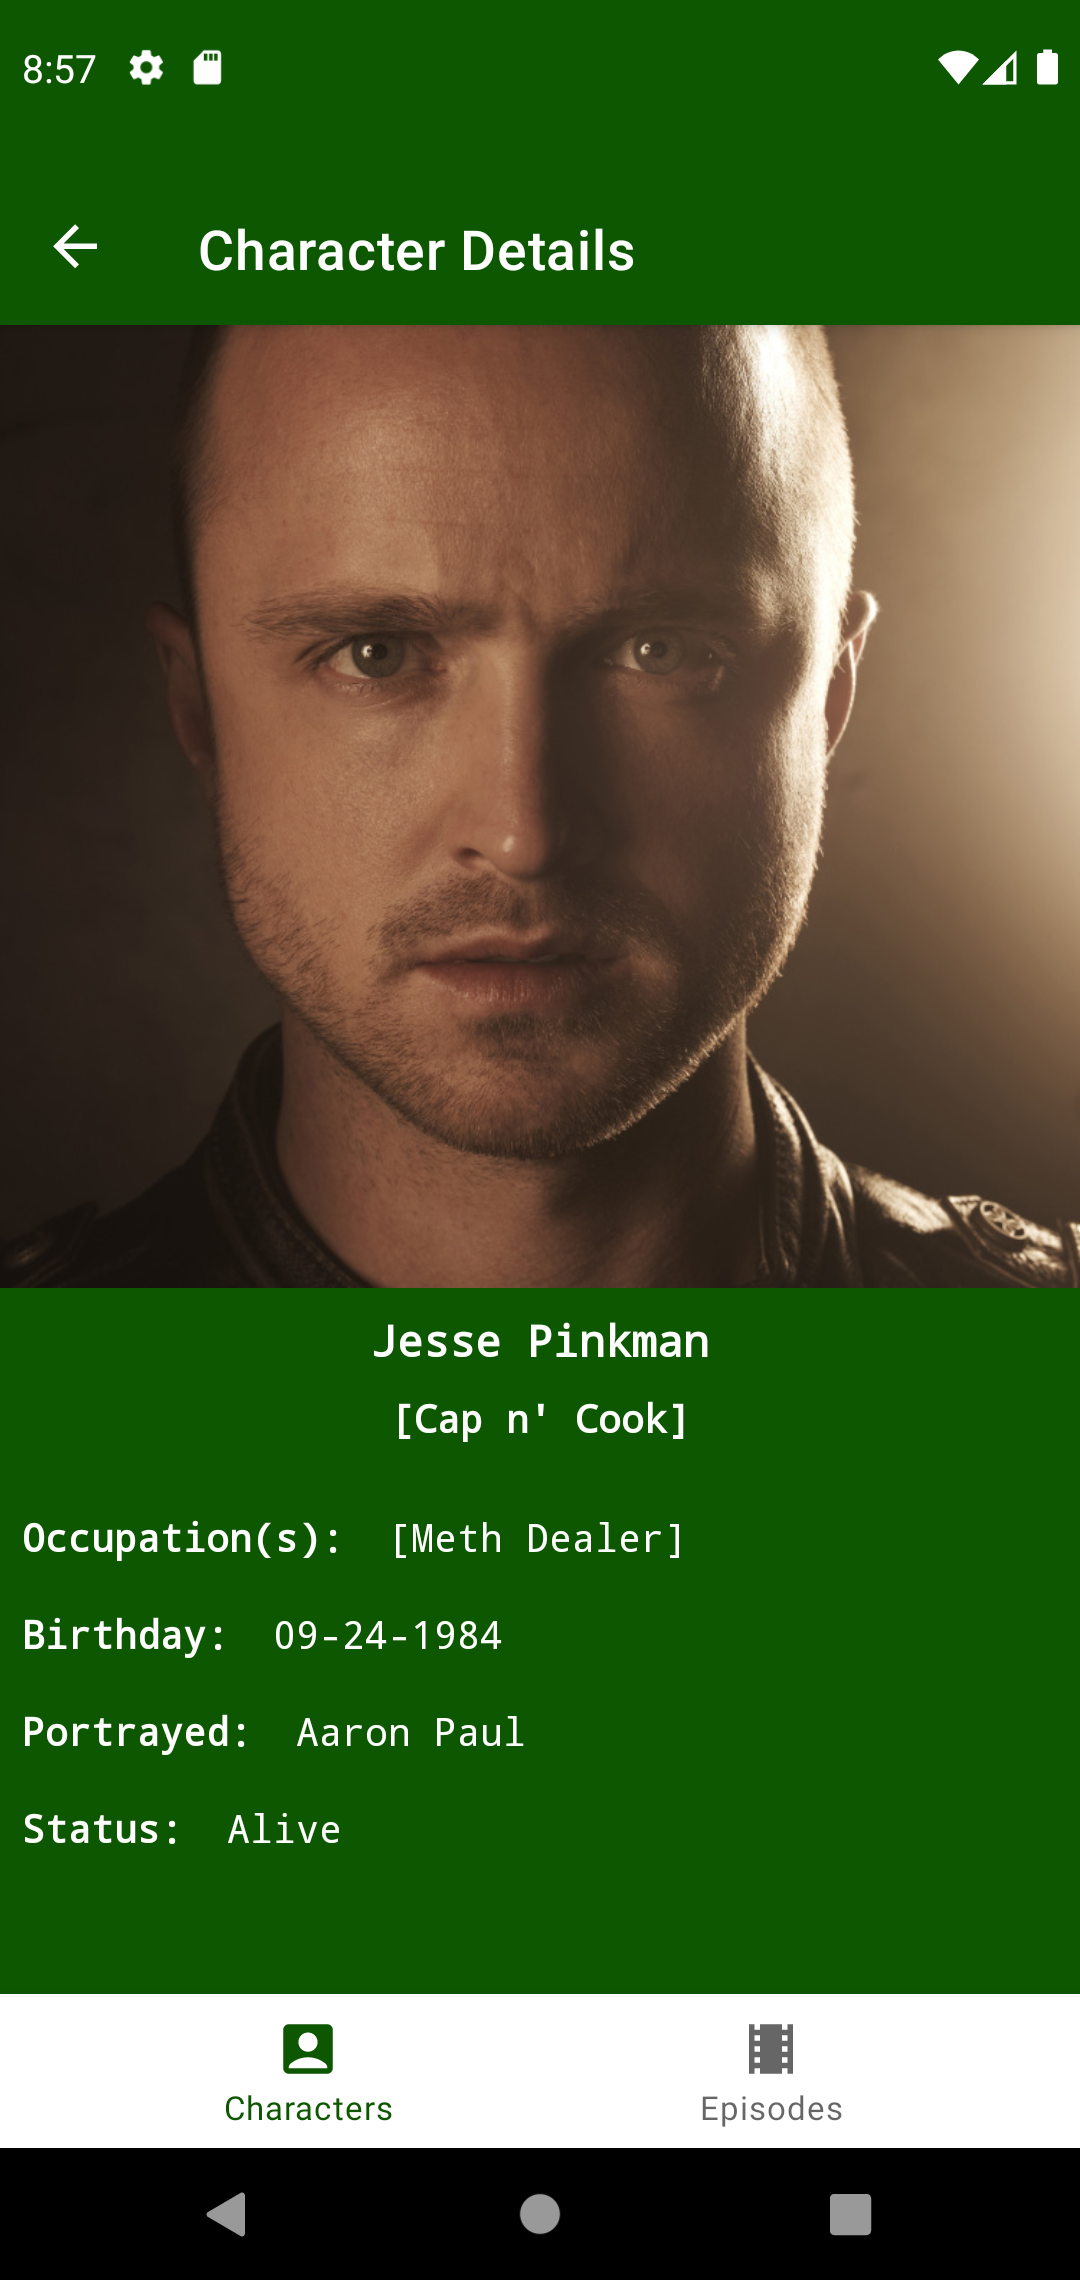 8:57
Character Details
Jesse Pinkman
[Cap n' Cook]
Occupation(s): [Meth Dealer]
Birthday: 09-24-1984
Portrayed: Aaron Paul
Status: Alive
Characters Episodes